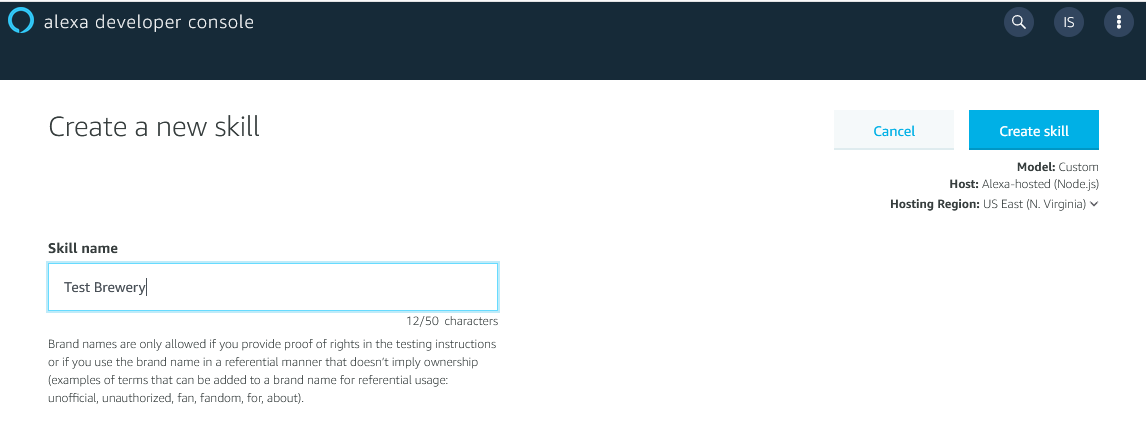 alexa developer console
IS
Create a new skill
Cancel
Create skill
Model: Custom
Host: Alexa-hosted (Node.js)
Hosting Region: US East (N. Virginia)
Skill name
Test Brewery
12/50 characters
Brand names are only allowed if you provide proof of rights in the testing instructions
or if you use the brand name in a referential manner that doesn't imply ownership
(examples of terms that can be added to a brand name for referential usage:
unofficial, unauthorized, fan, fandom, for, about).